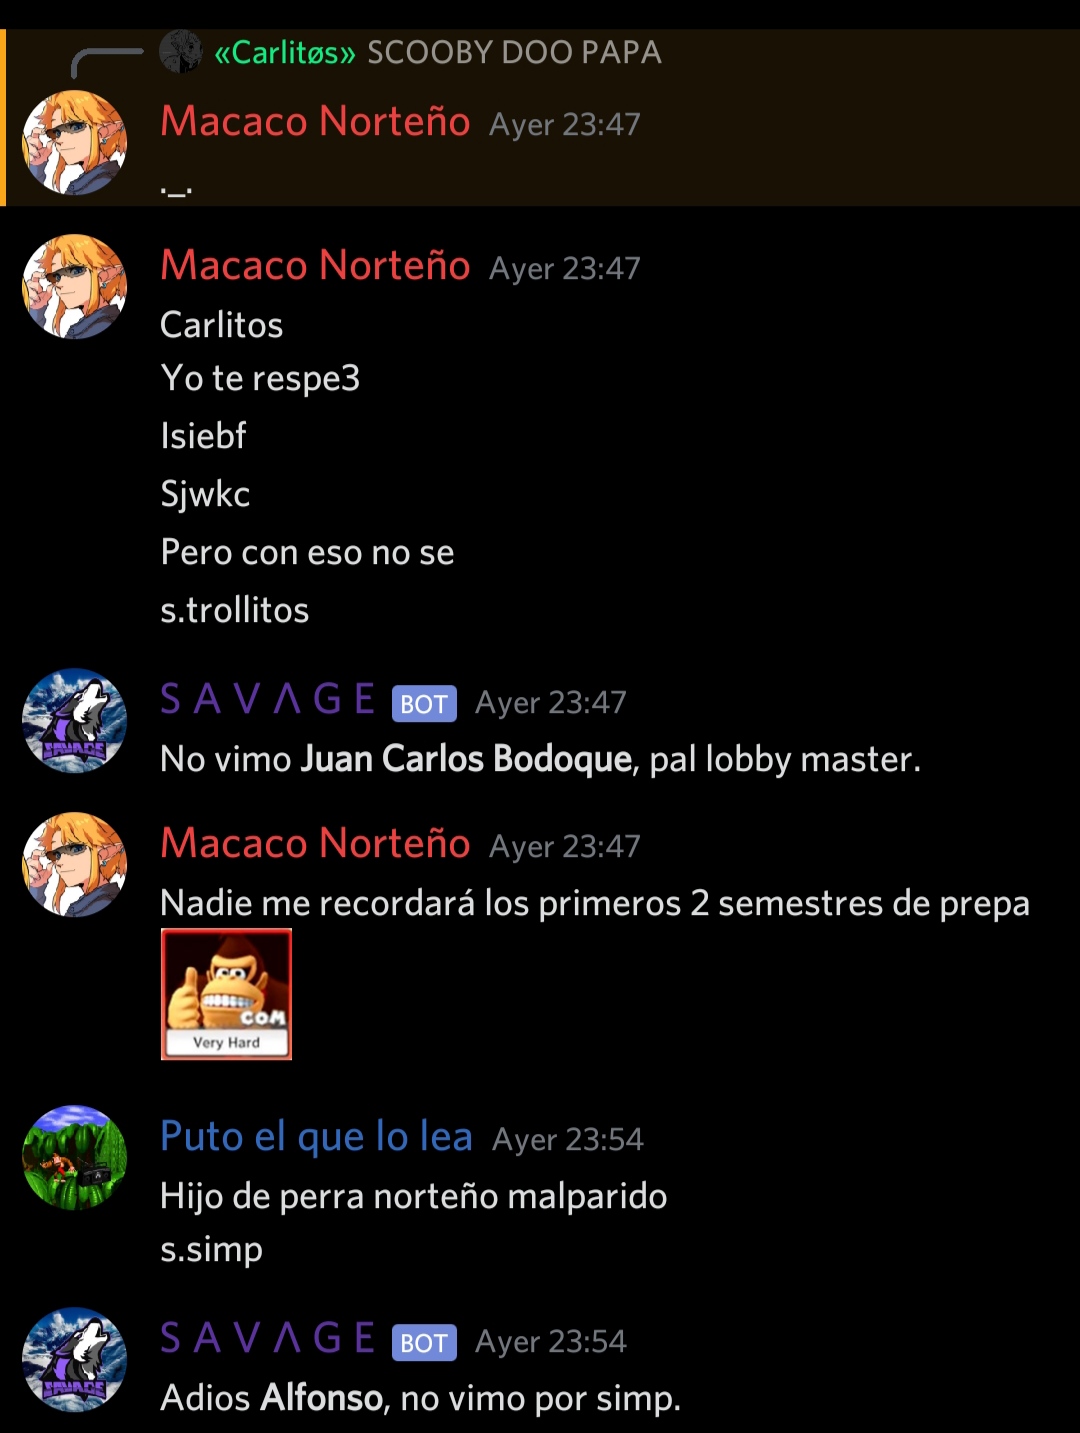 «Carlitøs» SCOOBY DOO PAPA
Macaco Norteño Ayer 23:47
._.
Macaco Norteño Ayer 23:47
Carlitos
Yo te respe3
Isiebf
Sjwkc
Pero con eso no se
s.trollitos
S A V Λ G E BOT Ayer 23:47
SAVAGE
No vimo Juan Carlos Bodoque, pal lobby master.
Macaco Norteño Ayer 23:47
Nadie me recordará los primeros 2 semestres de prepa
COM
Very Hard
Puto el que lo lea Ayer 23:54
Hijo de perra norteño malparido
s.simp
S A V Λ G E BOT Ayer 23:54
SAVAGE
Adios Alfonso, no vimo por simp.